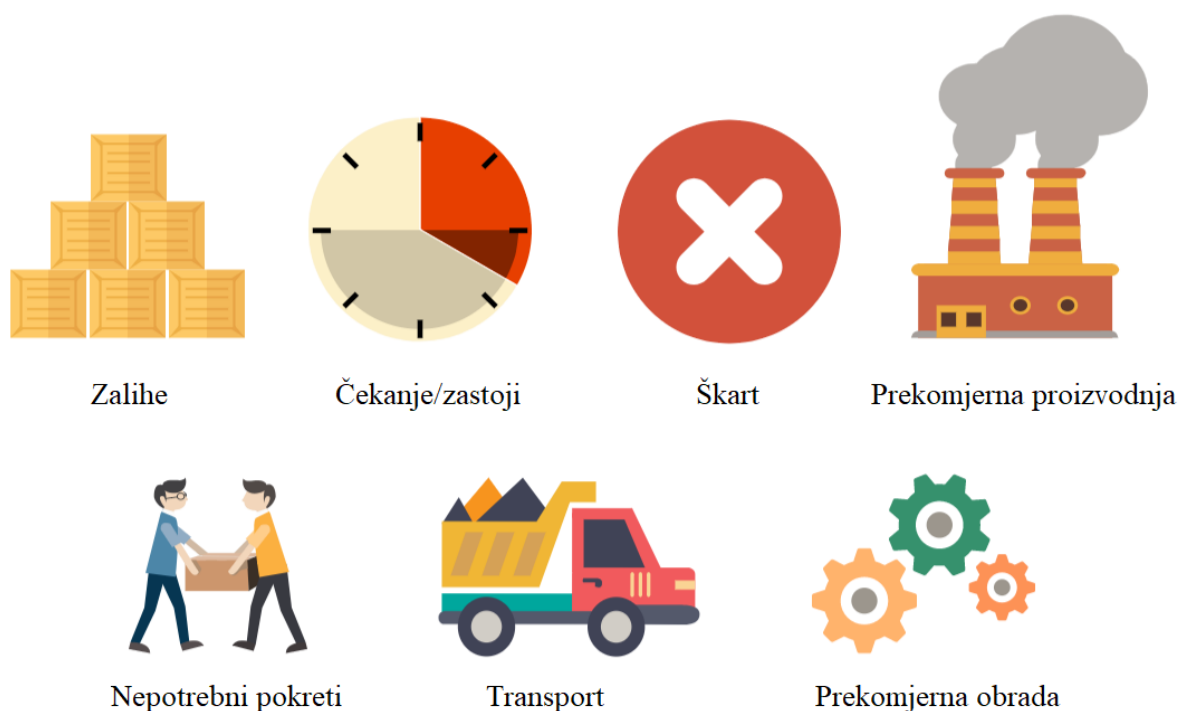 Zalihe
Čekanje/zastoji
Škart
Prekomjerna proizvodnja
Nepotrebni pokreti
Transport
Prekomjerna obrada